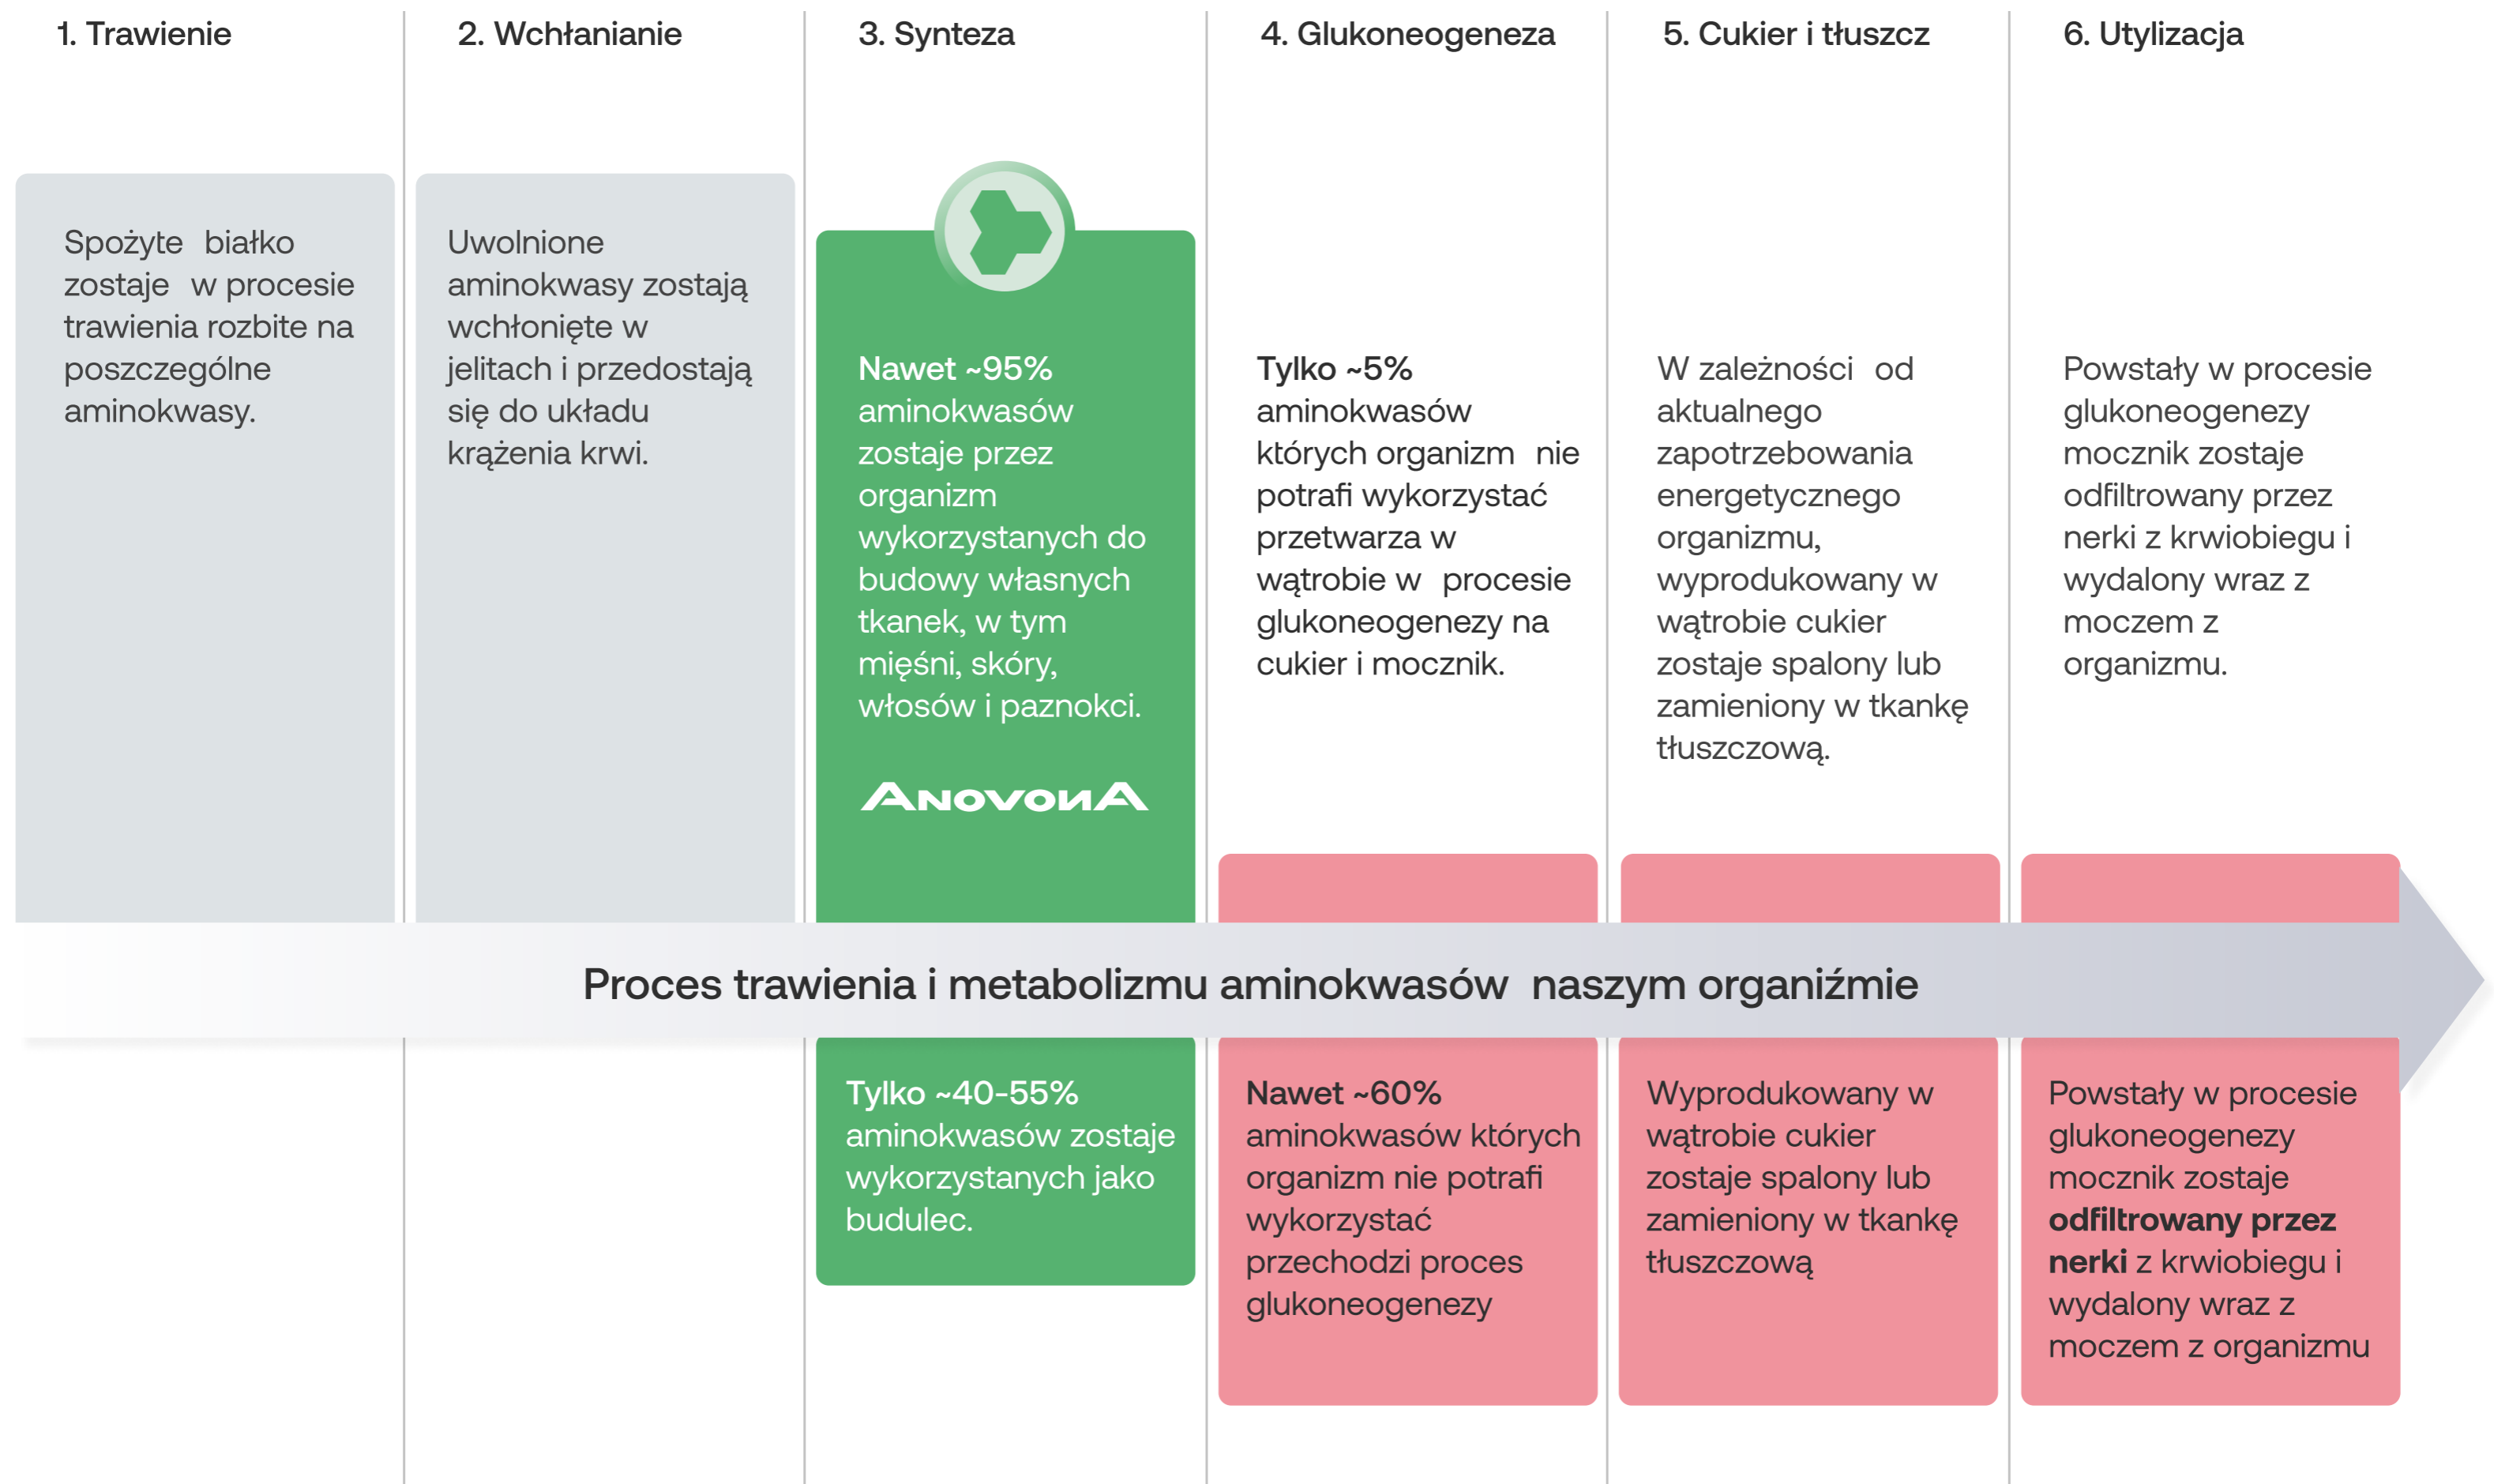 1. Trawienie
2. Wchłanianie
3. Synteza
4. Glukoneogeneza
5. Cukier i tłuszcz
6. Utylizacja
Spożyte białko
zostaje w procesie
trawienia rozbite na
poszczególne
aminokwasy.
Uwolnione
aminokwasy zostają
wchłonięte w
jelitach i przedostają
się do układu
krążenia krwi.
Nawet ~95%
aminokwasów
zostaje przez
organizm
wykorzystanych do
budowy własnych
tkanek, w tym
mięśni, skóry,
włosów i paznokci.
ANOVONA
Tylko ~5%
aminokwasów
których organizm nie
potrafi wykorzystać
przetwarza w
wątrobie w procesie
glukoneogenezy na
cukier i mocznik.
W zależności od
aktualnego
zapotrzebowania
energetycznego
organizmu,
wyprodukowany w
wątrobie cukier
zostaje spalony lub
zamieniony w tkankę
tłuszczową.
Powstały w procesie
glukoneogenezy
mocznik zostaje
odfiltrowany przez
nerki z krwiobiegu i
wydalony wraz z
moczem z
organizmu.
Proces trawienia i metabolizmu aminokwasów naszym organiźmie
Tylko ~40-55%
aminokwasów zostaje
wykorzystanych jako
budulec.
Nawet ~60%
aminokwasów których
organizm nie potrafi
wykorzystać
przechodzi proces
glukoneogenezy
Wyprodukowany w
wątrobie cukier
zostaje spalony lub
zamieniony w tkankę
tłuszczową
Powstały w procesie
glukoneogenezy
mocznik zostaje
odfiltrowany przez
nerki z krwiobiegu i
wydalony wraz z
moczem z organizmu